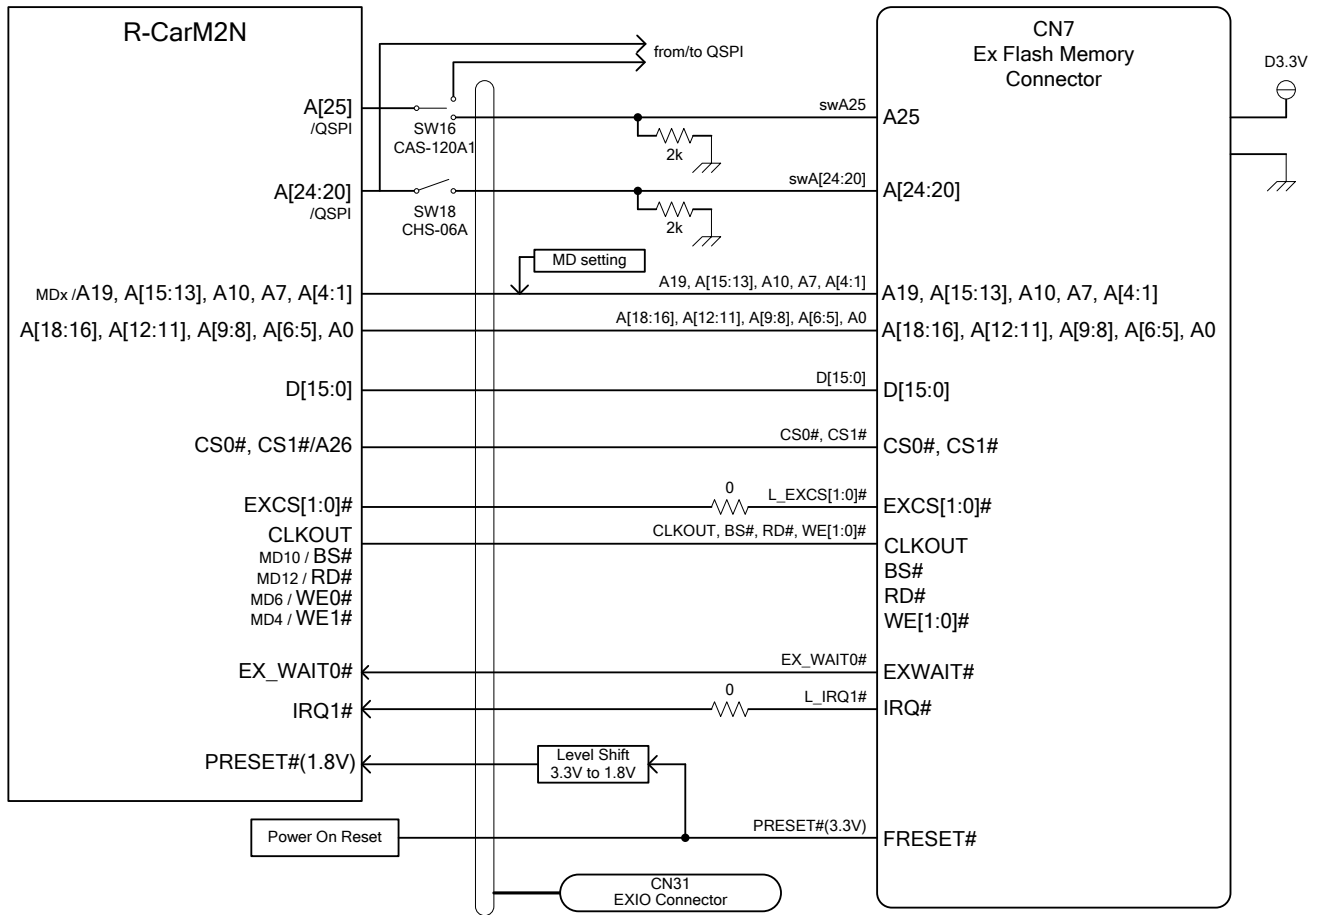 R-CarM2N
CN7
Ex Flash Memory
Connector
D3.3V
from/to QSPI
A[25]
/QSPI
SW16
CAS-120A1
swA25
A25
2k
A[24:20]
/QSPI
SW18
CHS-06A
swA[24:20]
A[24:20]
2k
MD setting
MDx /A19, A[15:13], A10, A7, A[4:1]
A19, A[15:13], A10, A7, A[4:1]
A19, A[15:13], A10, A7, A[4:1]
A[18:16], A[12:11], A[9:8], A[6:5], A0
A[18:16], A[12:11], A[9:8], A[6:5], A0
A[18:16], A[12:11], A[9:8], A[6:5], A0
D[15:0]
D[15:0]
D[15:0]
CS0#, CS1#/A26
CS0#, CS1#
CS0#, CS1#
EXCS[1:0]#
0
L_EXCS[1:0]#
EXCS[1:0]#
CLKOUT
MD10 / BS#
MD12 / RD#
MD6 / WE0#
MD4 / WE1#
CLKOUT, BS#, RD#, WE[1:0]#
CLKOUT
BS#
RD#
WE[1:0]#
EX_WAIT0#
EX_WAIT0#
EXWAIT#
IRQ1#
0
L_IRQ1#
IRQ#
PRESET#(1.8V)
Level Shift
3.3V to 1.8V
Power On Reset
PRESET#(3.3V)
FRESET#
CN31
EXIO Connector